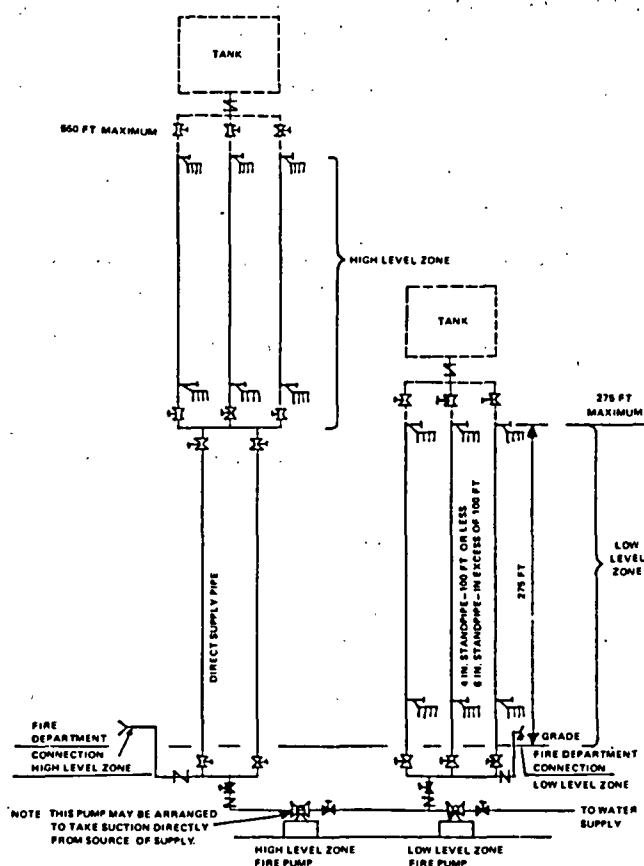 TANK
550 FT MAXIMUM
HIGH LEVEL ZONE
TANK
275 FT
MAXIMUM
4 IN. STANDPIPE-100 FT OR LESS
6 IN. STANDPIPE-IN EXCESS OF 100 FT
275 FT
LOW
LEVEL
ZONE
DIRECT SUPPLY PIPE
FIRE
DEPARTMENT
CONNECTION
HIGH LEVEL ZONE
GRADE
FIRE DEPARTMENT
CONNECTION
LOW LEVEL ZONE
NOTE THIS PUMP MAY BE ARRANGED
TO TAKE SUCTION DIRECTLY
FROM SOURCE OF SUPPLY.
TO WATER
SUPPLY
HIGH LEVEL ZONE
FIRE PUMP
LOW LEVEL ZONE
FIRE PUMP